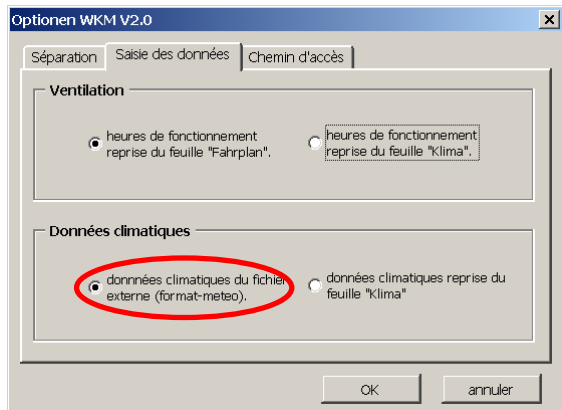 Optionen WKM V2.0
Séparation Saisie des données Chemin d'accès
Ventilation
heures de fonctionnement
reprise du feuille "Fahrplan".
heures de fonctionnement
reprise du feuille "Klima".
Données climatiques
donnnées climatiques du fichier
externe (format-meteo).
données climatiques reprise du
feuille "Klima"
OK annuler